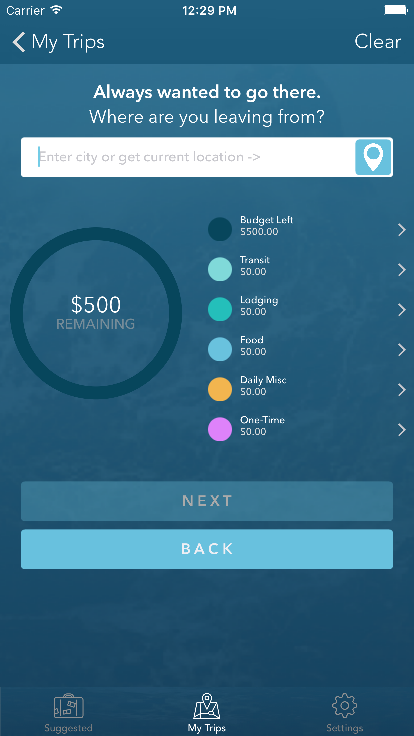 Carrier 12:29 PM
My Trips Clear
Always wanted to go there.
Where are you leaving from?
Enter city or get current location ->
Budget Left
$500.00
Transit
$0.00
Lodging
$0.00
$500
REMAINING
Food
$0.00
Daily Misc
$0.00
One-Time
$0.00
NEXT
BACK
Suggested My Trips Settings